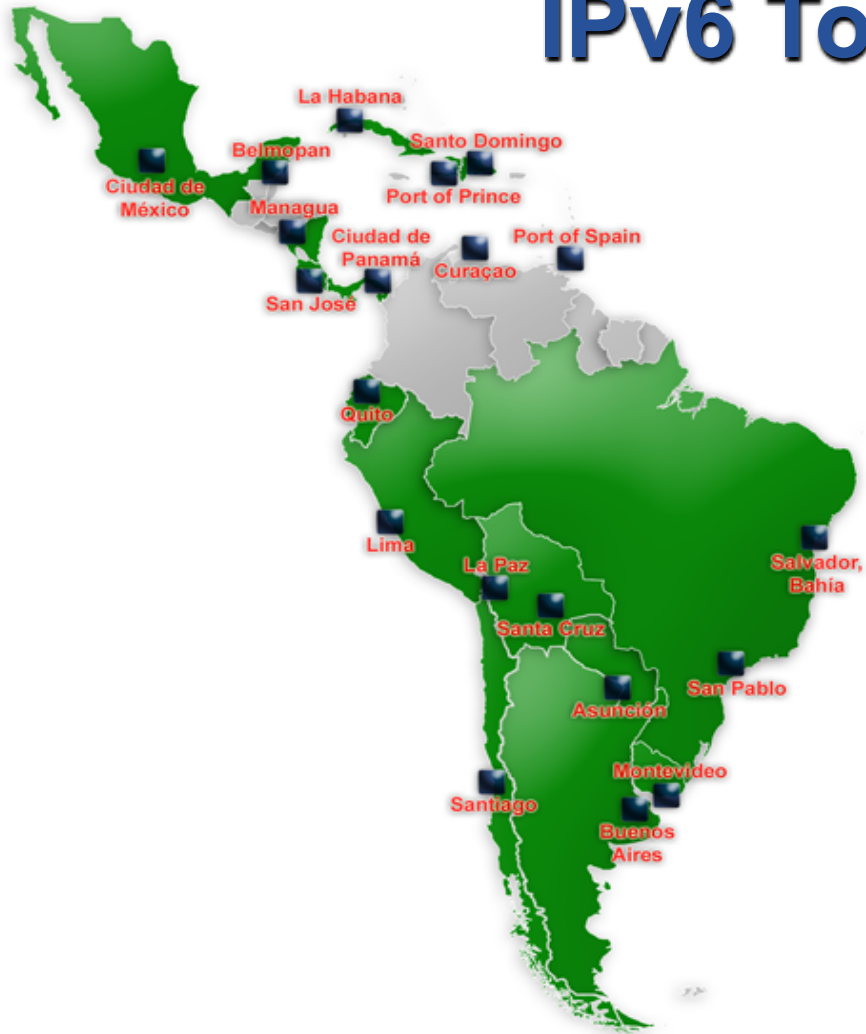 IPv6 To
La Habana
Santo Domingo
Belmopan
Ciudad de
México
Port of Prince
Managua
Ciudad de
Panamá
Port of Spain
Curaçao
San José
Quito
Lima
Salvador,
Bahía
La Paz
Santa Cruz
San Pablo
Asunción
Montevideo
Santiago
Buenos
Aires